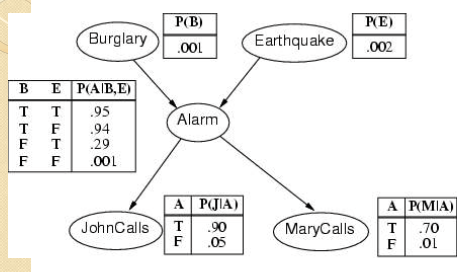 Burglary
P(B)
.001
Earthquake
P(E)
.002
B E P(A|B,E)
T T .95
T F .94
F T .29
F F .001
Alarm
JohnCalls
A P(J|A)
T .90
F .05
MaryCalls
A P(M|A)
T .70
F .01